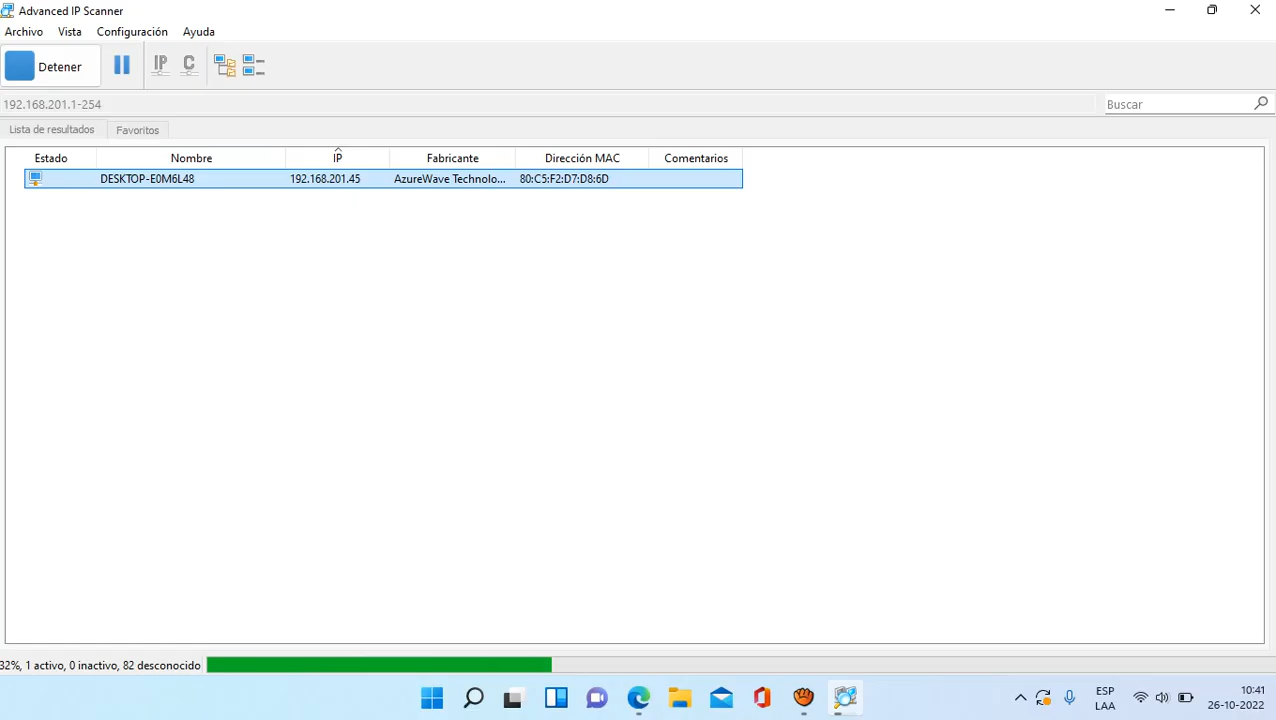 Advanced IP Scanner
Archivo Vista Configuración Ayuda
Detener IP C
192.168.201.1-254 Buscar
Lista de resultados Favoritos
Estado Nombre IP Fabricante Dirección MAC Comentarios
DESKTOP-E0M6L48 192.168.201.45 AzureWave Technolo... 80:C5:F2:D7:D8:6D
32%, 1 activo, 0 inactivo, 82 desconocido
ESP 10:41
LAA 26-10-2022